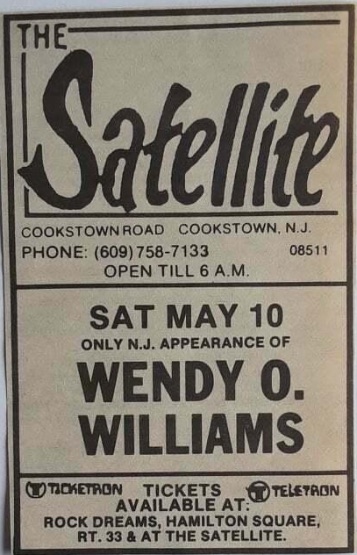 THE
Satellite
COOKSTOWN ROAD COOKSTOWN, N.J.
PHONE: (609) 758-7133 08511
OPEN TILL 6 A.M.
SAT MAY 10
ONLY N.J. APPEARANCE OF
WENDY O.
WILLIAMS
TICKETRON TICKETS TELETRON
AVAILABLE AT:
ROCK DREAMS, HAMILTON SQUARE,
RT. 33 & AT THE SATELLITE.